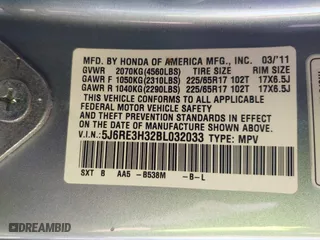 MFD. BY HONDA OF AMERICA MFG., INC. 03/'11
GVWR 2070KG(4560LBS) TIRE SIZE RIM SIZE
GAWR F 1050KG(2310LBS) 225/65R17 102T 17X6.5J
GAWR R 1040KG(2290LBS) 225/65R17 102T 17X6.5J
THIS VEHICLE CONFORMS TO ALL APPLICABLE
FEDERAL MOTOR VEHICLE SAFETY AND
THEFT PREVENTION STANDARDS IN EFFECT ON
THE DATE OF MANUFACTURE SHOWN ABOVE.
V.I.N.: 5J6RE3H32BL032033 TYPE: MPV
SXT B AA5 -B538M -B-L
DREAMBID